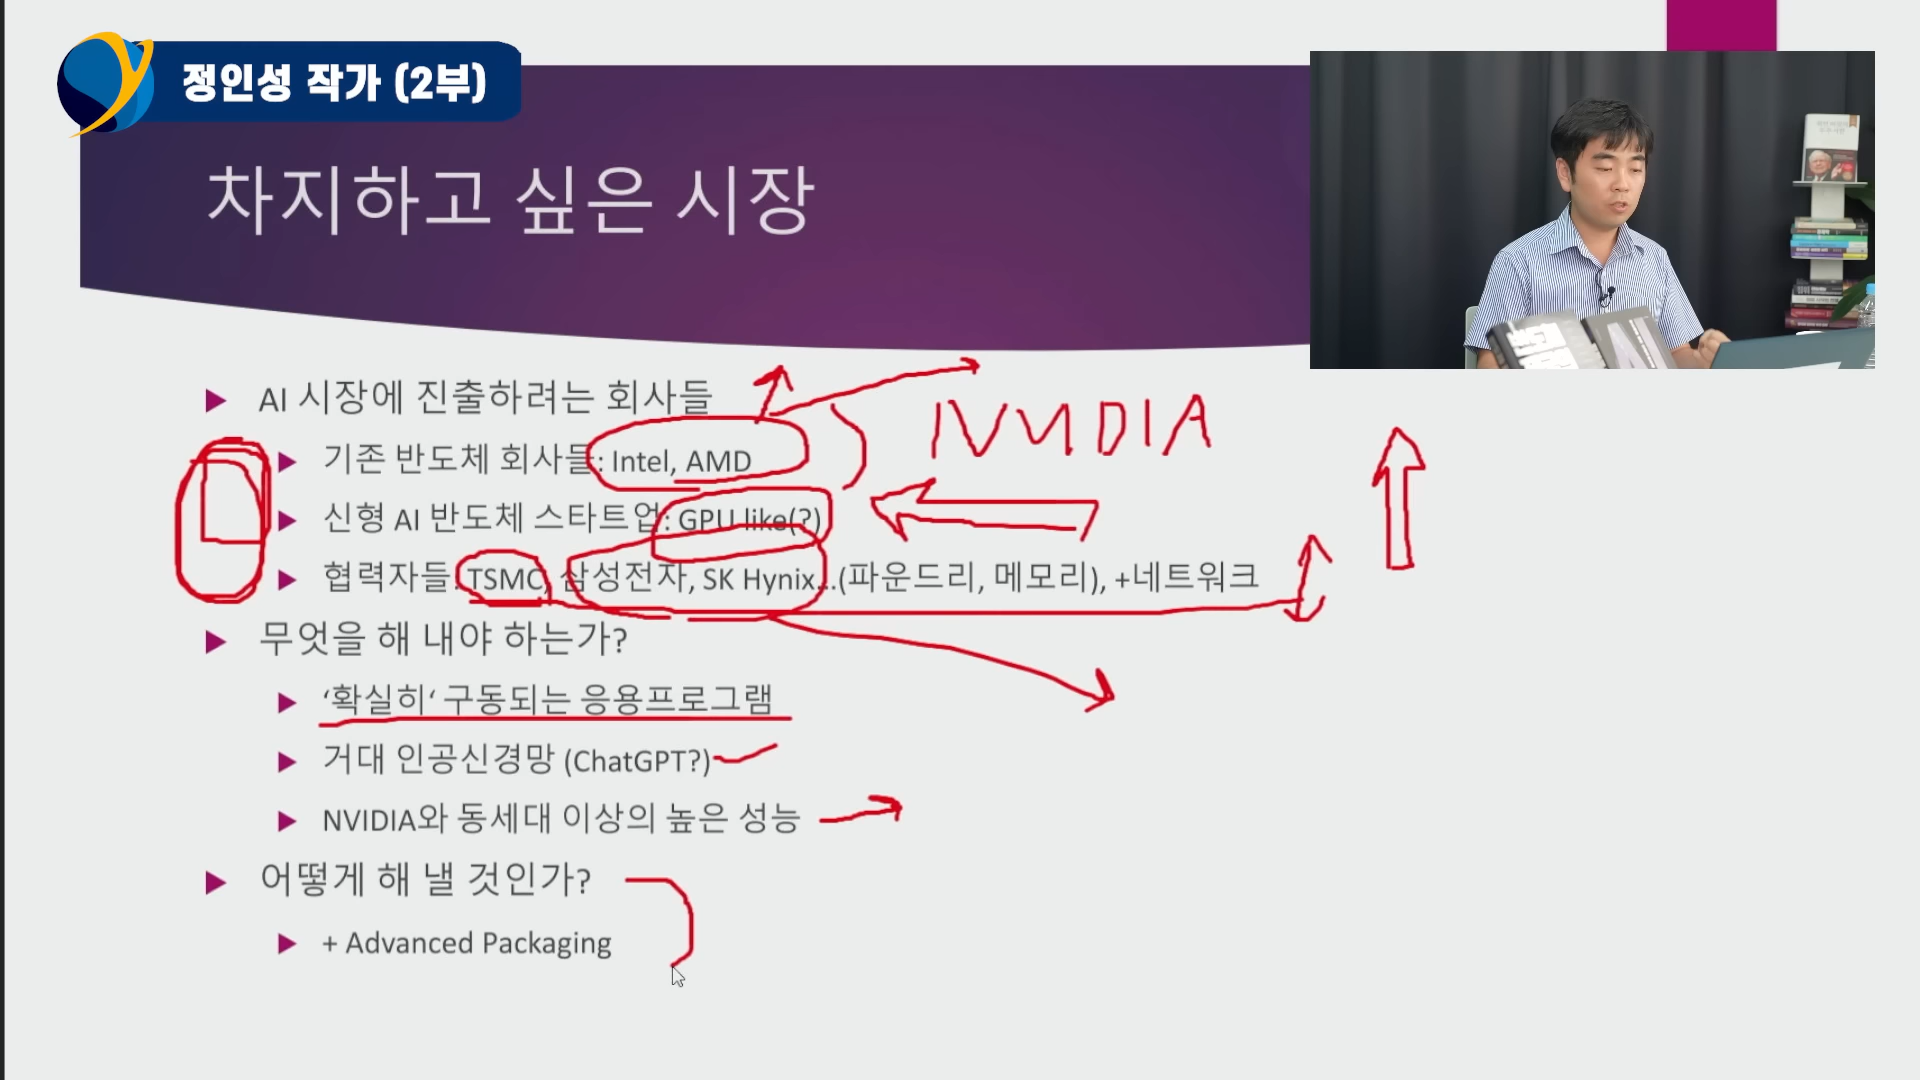 정인성 작가 (2부)
차지하고 싶은 시장
AI 시장에 진출하려는 회사들
NVIDIA
기존 반도체 회사들: Intel, AMD
신형 AI 반도체 스타트업: GPU like(?)
협력자들: TSMC, 삼성전자, SK Hynix...(파운드리, 메모리), +네트워크
무엇을 해 내야 하는가?
‘확실히‘ 구동되는 응용프로그램
거대 인공신경망 (ChatGPT?)
NVIDIA와 동세대 이상의 높은 성능
어떻게 해 낼 것인가?
+ Advanced Packaging